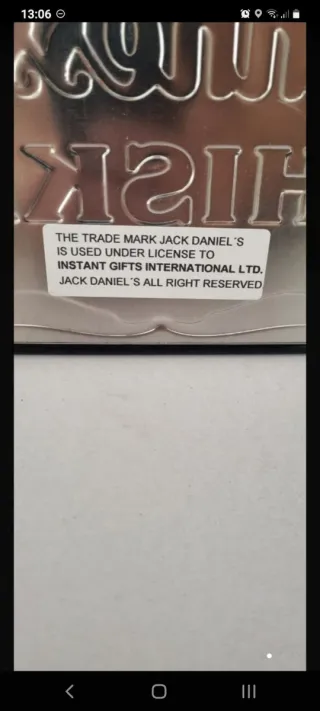 13:06
THE TRADE MARK JACK DANIEL´S
IS USED UNDER LICENSE TO
INSTANT GIFTS INTERNATIONAL LTD.
JACK DANIEL´S ALL RIGHT RESERVED